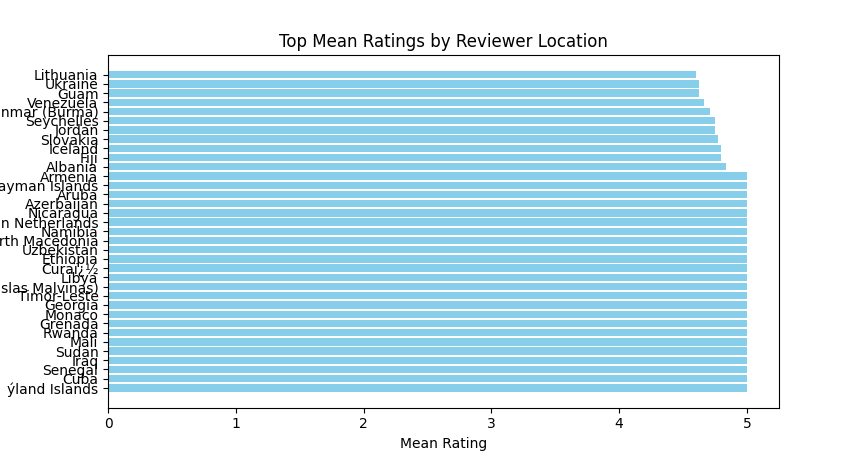 Top Mean Ratings by Reviewer Location
Lithuania
Ukraine
Guam
Venezuela
nmar (Burma)
Seychelles
Jordan
Slovakia
Iceland
Fiji
Albania
Armenia
ayman Islands
Aruba
Azerbaijan
Nicaragua
n Netherlands
Namibia
rth Macedonia
Uzbekistan
Ethiopia
Curaï¿½
Libya
slas Malvinas)
Timor-Leste
Georgia
Monaco
Grenada
Rwanda
Mali
Sudan
Iraq
Senegal
Cuba
ýland Islands
0 1 2 3 4 5
Mean Rating